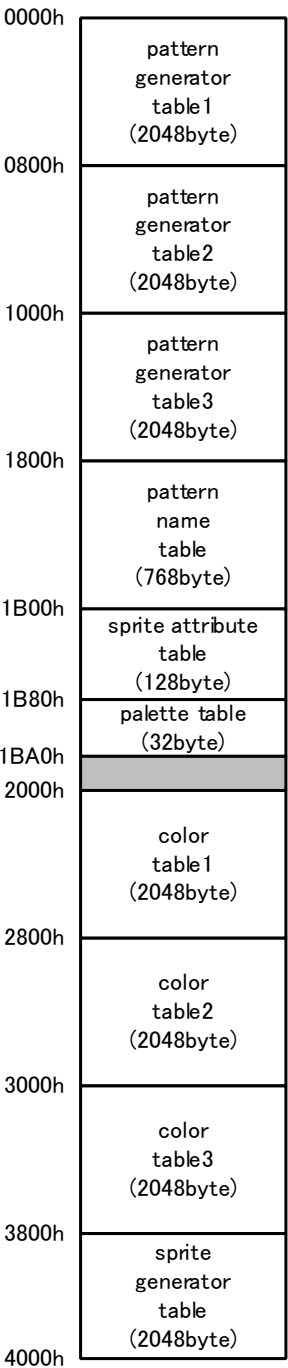 0000h
pattern
generator
table1
(2048byte)
0800h
pattern
generator
table2
(2048byte)
1000h
pattern
generator
table3
(2048byte)
1800h
pattern
name
table
(768byte)
1B00h
sprite attribute
table
(128byte)
1B80h
palette table
(32byte)
1BA0h
2000h
color
table1
(2048byte)
2800h
color
table2
(2048byte)
3000h
color
table3
(2048byte)
3800h
sprite
generator
table
(2048byte)
4000h